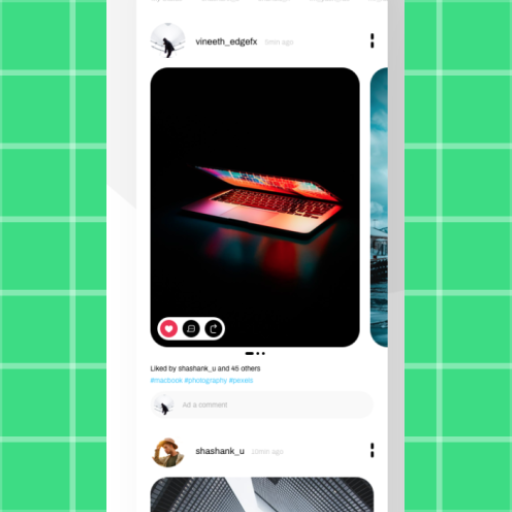 vineeth_edgefx 5min ago
Liked by shashank_u and 45 others
#macbook #photography #pexels
Ad a comment
shashank_u 10min ago